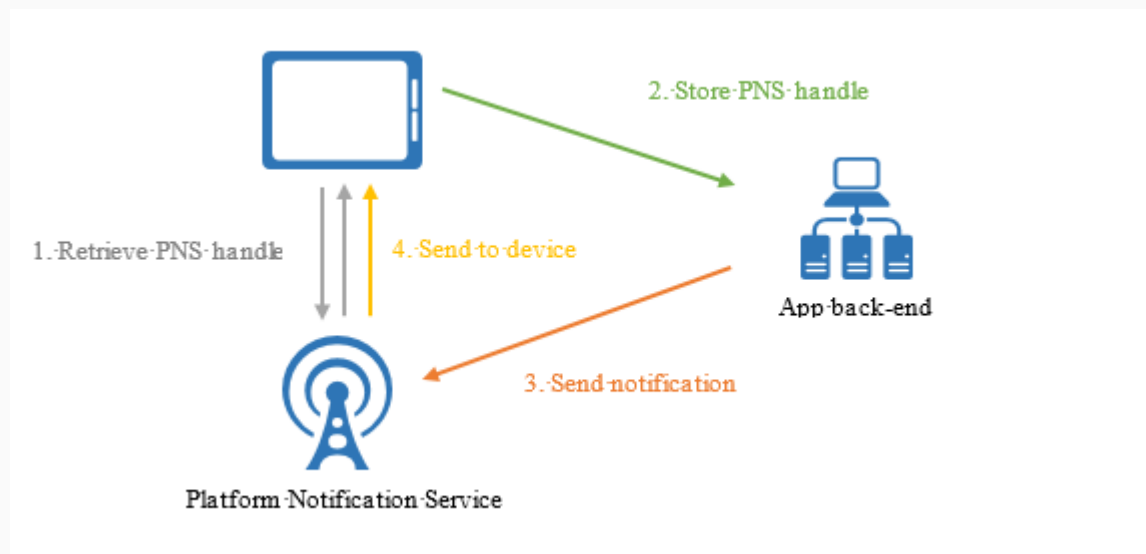 2. Store PNS handle
1. Retrieve PNS handle
4. Send to device
App back-end
3. Send notification
Platform Notification Service